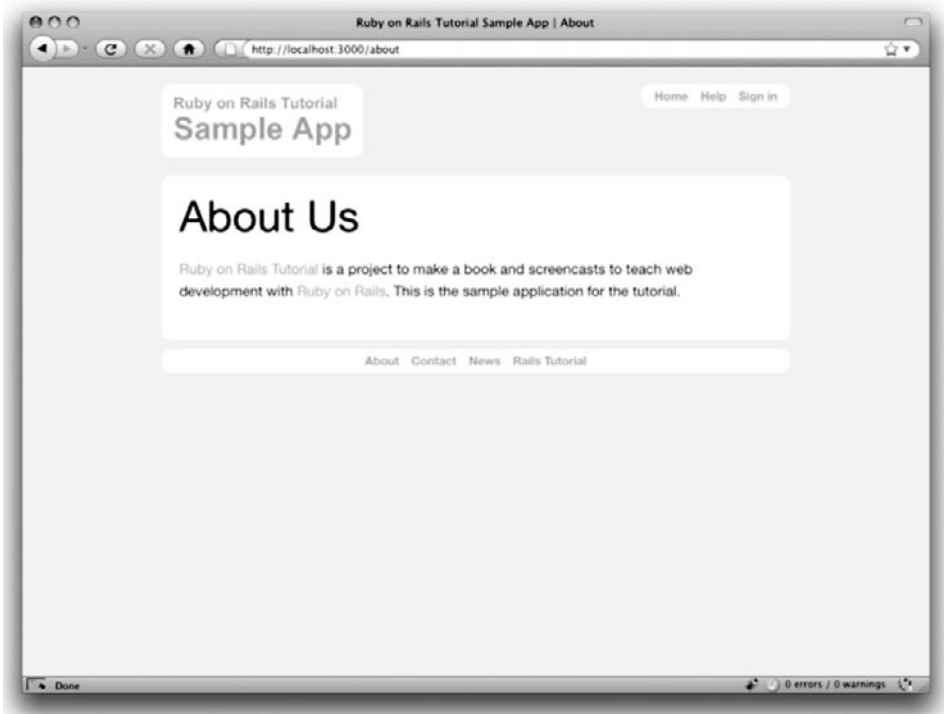 Ruby on Rails Tutorial Sample App | About
http://localhost:3000/about
Ruby on Rails Tutorial
Sample App
Home Help Sign in
About Us
Ruby on Rails Tutorial is a project to make a book and screencasts to teach web
development with Ruby on Rails. This is the sample application for the tutorial.
About Contact News Rails Tutorial
Done
0 errors / 0 warnings